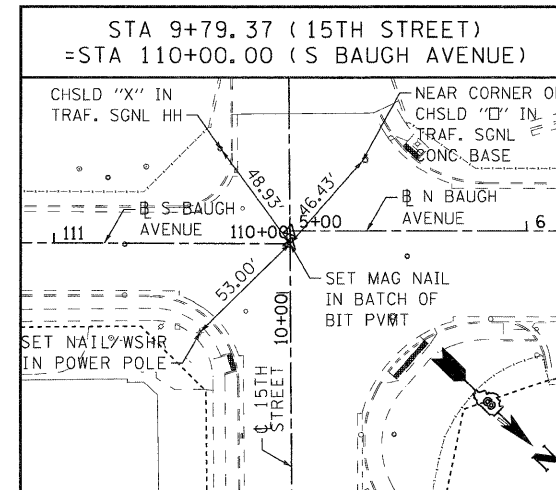 STA 9+79.37 (15TH STREET)
=STA 110+00.00 (S BAUGH AVENUE)
CHSLD "X" IN
TRAF. SGNL HH
NEAR CORNER OF
CHSLD "□" IN
TRAF. SGNL
CONC BASE
48.93'
46.43'
℄ S BAUGH
AVENUE
℄ N BAUGH
AVENUE
111
110+00
5+00
6
53.00'
SET MAG NAIL
IN BATCH OF
BIT PVMT
10+00
SET NAIL/WSHR
IN POWER POLE
℄ 15TH
STREET
N